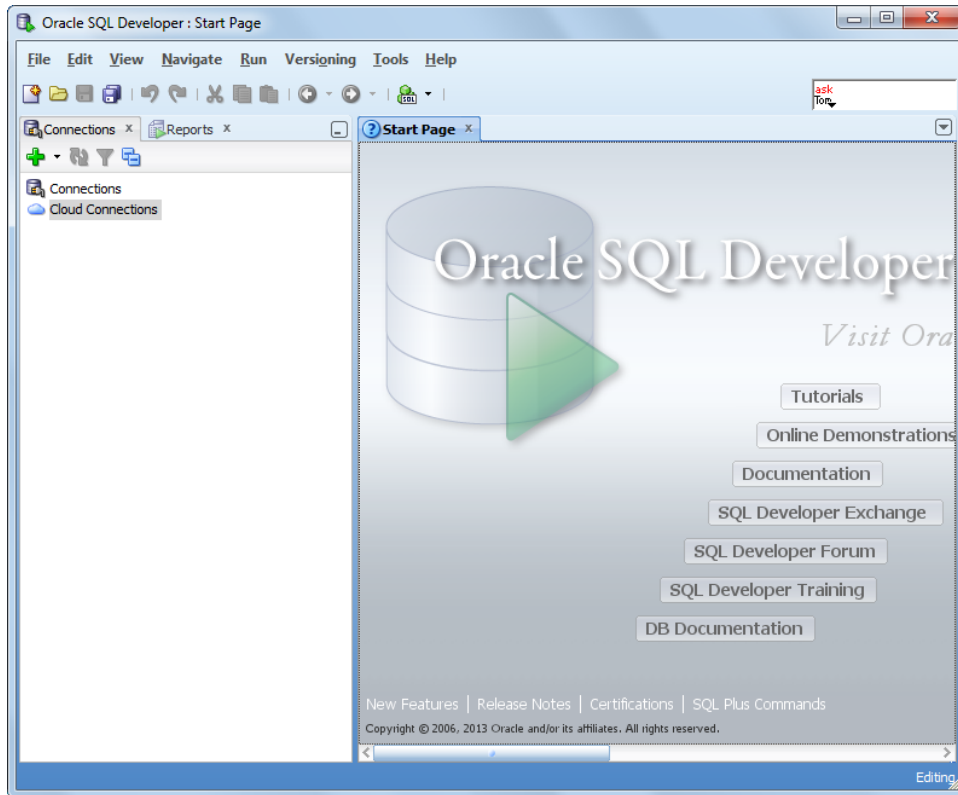 Oracle SQL Developer : Start Page
File Edit View Navigate Run Versioning Tools Help
SQL
ask
Tom
Connections x Reports x
Start Page x
Connections
Cloud Connections
Oracle SQL Developer
Visit Ora
Tutorials
Online Demonstrations
Documentation
SQL Developer Exchange
SQL Developer Forum
SQL Developer Training
DB Documentation
New Features | Release Notes | Certifications | SQL Plus Commands
Copyright © 2006, 2013 Oracle and/or its affiliates. All rights reserved.
Editing